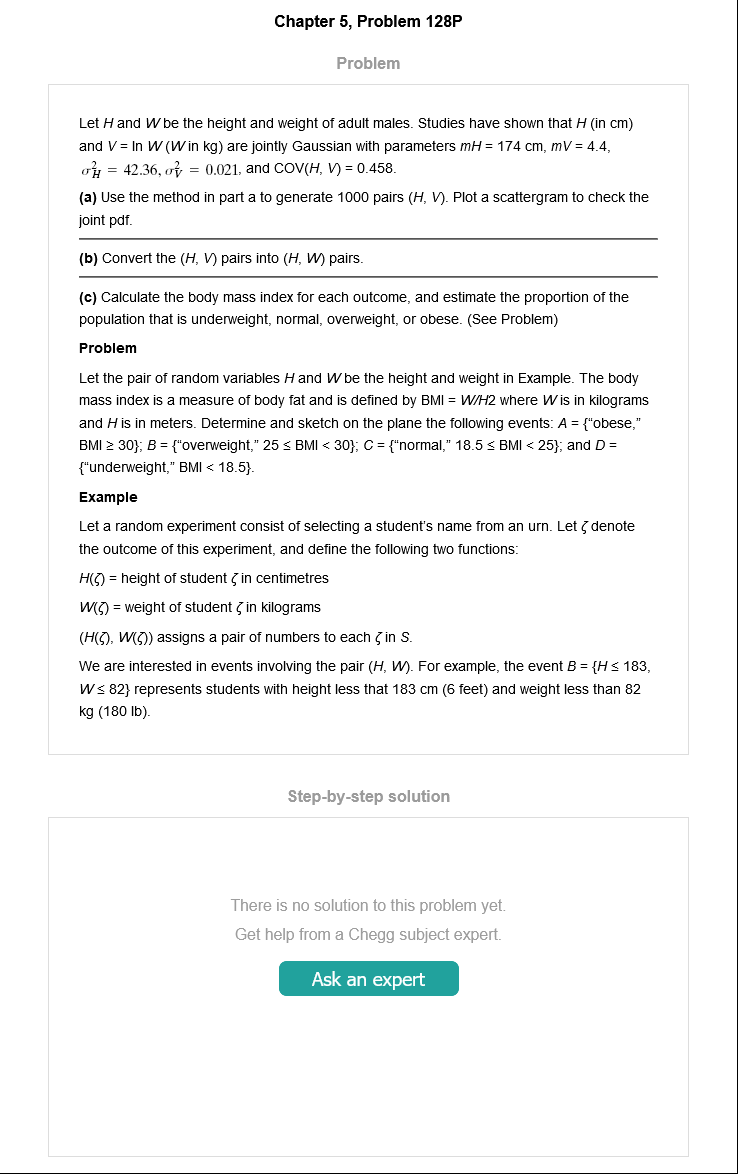 Chapter 5, Problem 128P
Problem
Let H and W be the height and weight of adult males. Studies have shown that H (in cm)
and V = ln W (W in kg) are jointly Gaussian with parameters mH = 174 cm, mV = 4.4,
σ²_H = 42.36, σ²_V = 0.021, and COV(H, V) = 0.458.
(a) Use the method in part a to generate 1000 pairs (H, V). Plot a scattergram to check the
joint pdf.
(b) Convert the (H, V) pairs into (H, W) pairs.
(c) Calculate the body mass index for each outcome, and estimate the proportion of the
population that is underweight, normal, overweight, or obese. (See Problem)
Problem
Let the pair of random variables H and W be the height and weight in Example. The body
mass index is a measure of body fat and is defined by BMI = W/H2 where W is in kilograms
and H is in meters. Determine and sketch on the plane the following events: A = {“obese,”
BMI ≥ 30}; B = {“overweight,” 25 ≤ BMI < 30}; C = {“normal,” 18.5 ≤ BMI < 25}; and D =
{“underweight,” BMI < 18.5}.
Example
Let a random experiment consist of selecting a student’s name from an urn. Let ζ denote
the outcome of this experiment, and define the following two functions:
H(ζ) = height of student ζ in centimetres
W(ζ) = weight of student ζ in kilograms
(H(ζ), W(ζ)) assigns a pair of numbers to each ζ in S.
We are interested in events involving the pair (H, W). For example, the event B = {H ≤ 183,
W ≤ 82} represents students with height less that 183 cm (6 feet) and weight less than 82
kg (180 lb).
Step-by-step solution
There is no solution to this problem yet.
Get help from a Chegg subject expert.
Ask an expert